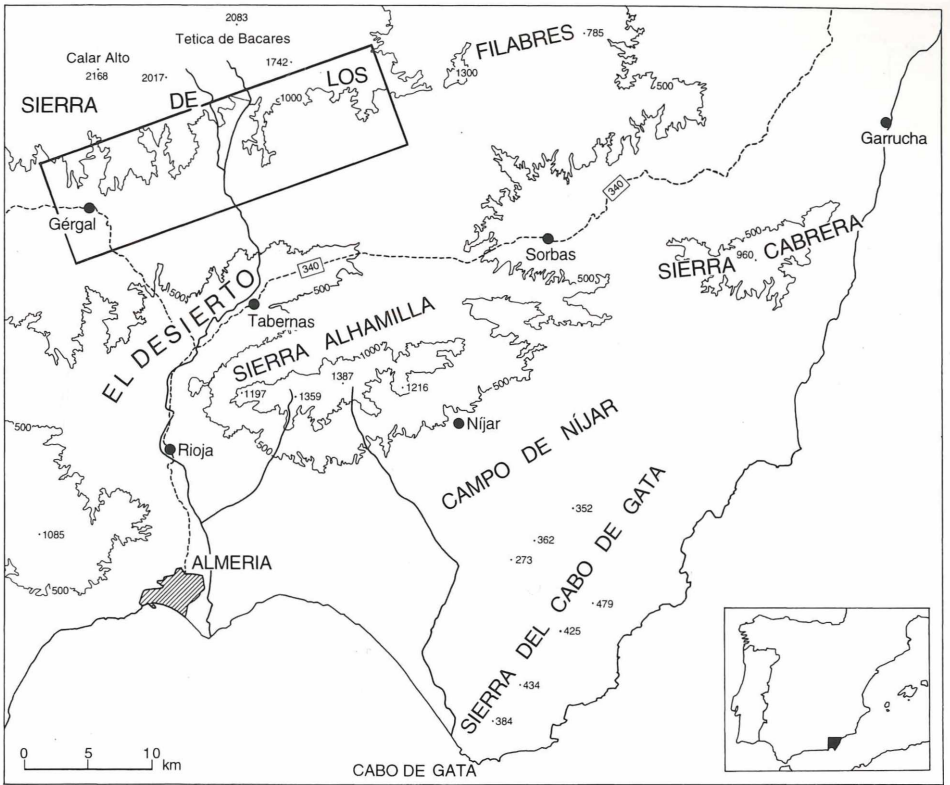 2083
Tetica de Bacares
Calar Alto
2168
2017
1742
FILABRES
785
1300
500
SIERRA DE LOS
1000
Garrucha
340
Gérgal
Sorbas
500
500
SIERRA CABRERA
960
340
500
500
EL DESIERTO
Tabernas
SIERRA ALHAMILLA
1000
1387
1197
1359
1216
500
500
500
Níjar
Rioja
CAMPO DE NÍJAR
352
362
273
1085
500
ALMERIA
SIERRA DEL CABO DE GATA
479
425
434
384
0 5 10
km
CABO DE GATA